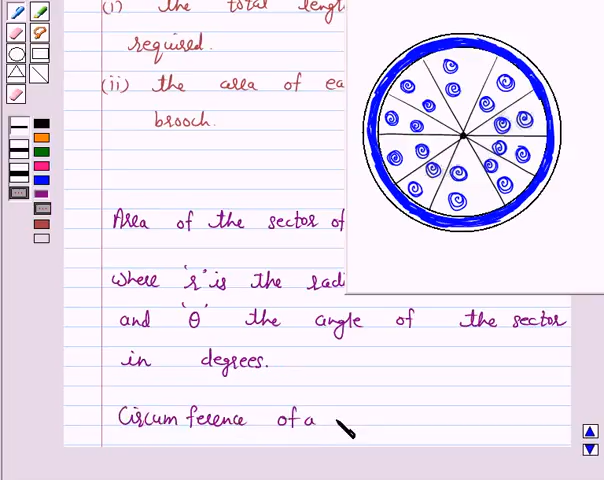 (i) the total length
required.
(ii) the area of ea
brooch.
Area of the sector of
where 'r' is the radi
and 'θ' the angle of the sector
in degrees.
Circumference of a